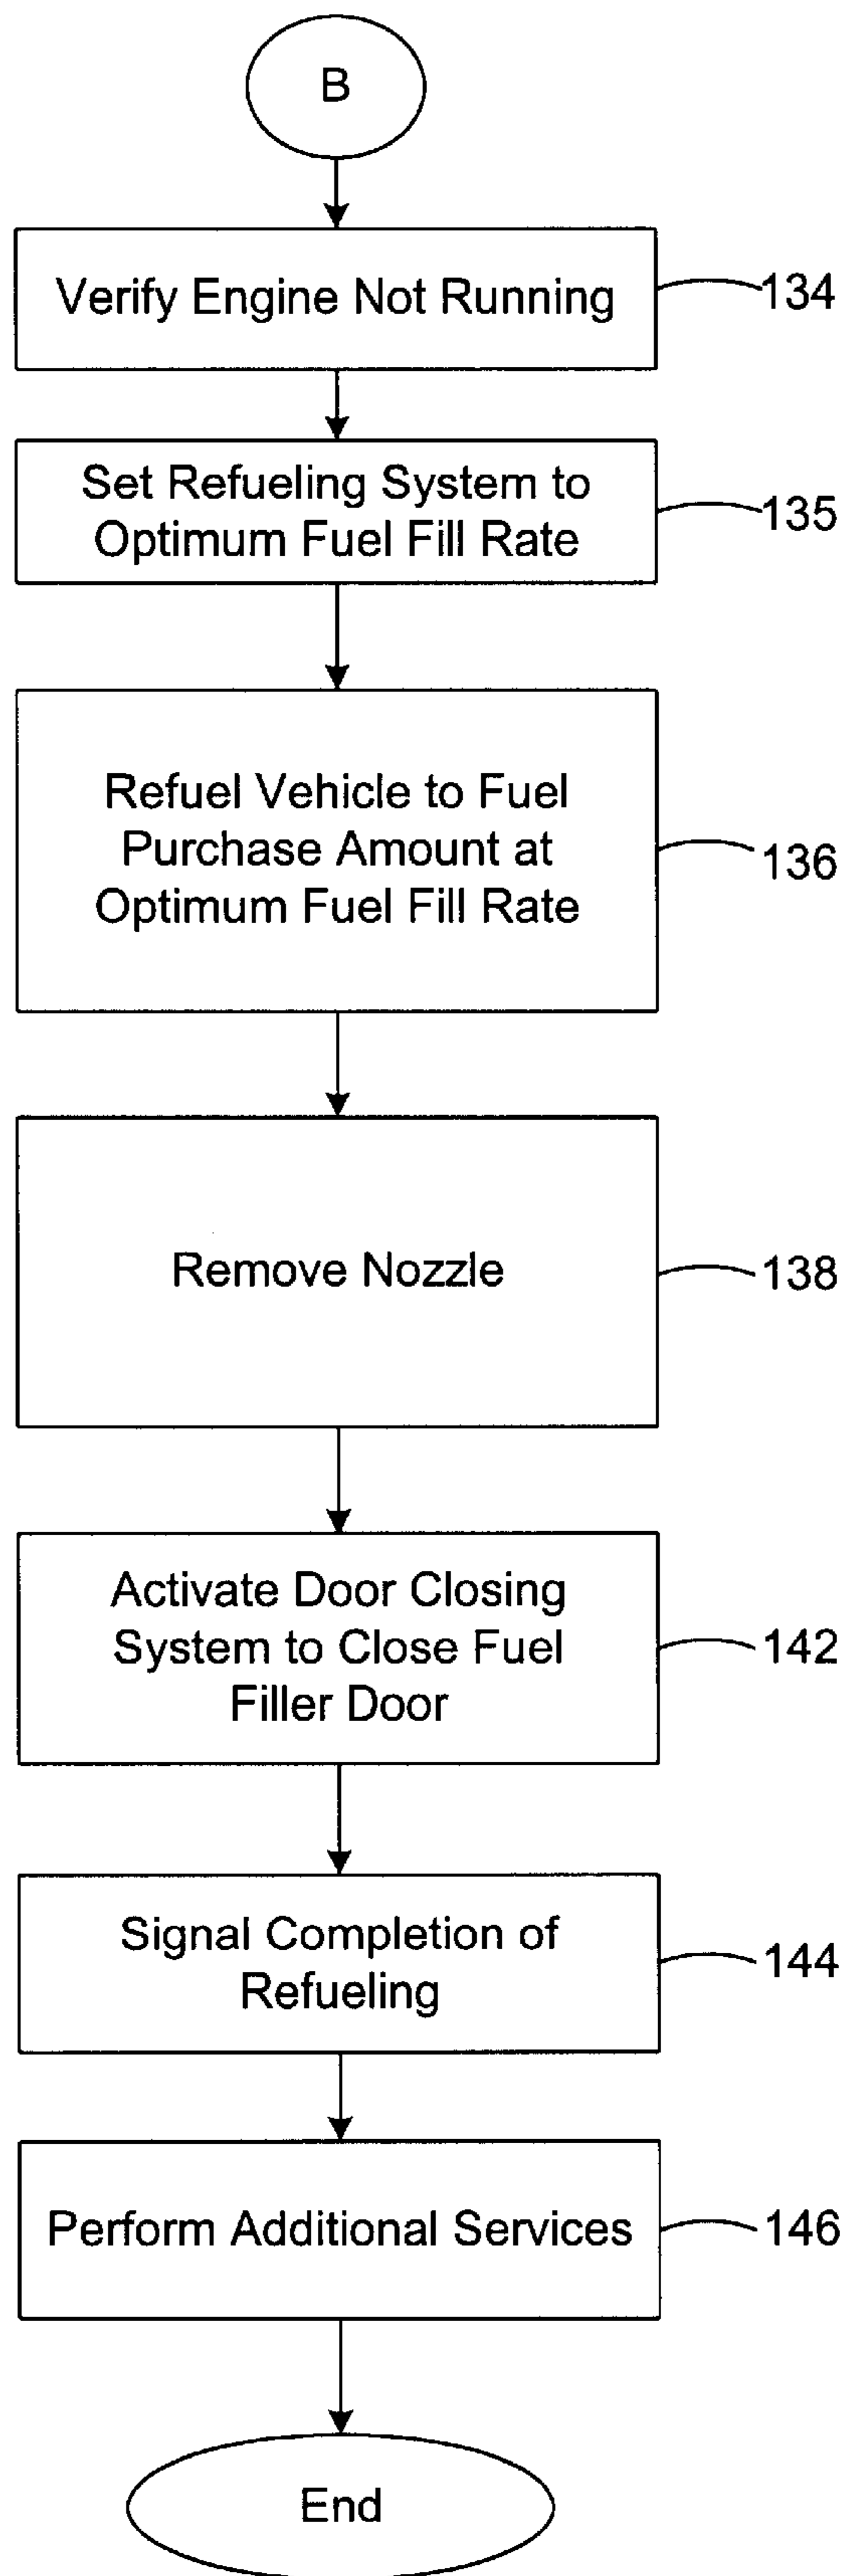 B
Verify Engine Not Running
134
Set Refueling System to
Optimum Fuel Fill Rate
135
Refuel Vehicle to Fuel
Purchase Amount at
Optimum Fuel Fill Rate
136
Remove Nozzle
138
Activate Door Closing
System to Close Fuel
Filler Door
142
Signal Completion of
Refueling
144
Perform Additional Services
146
End